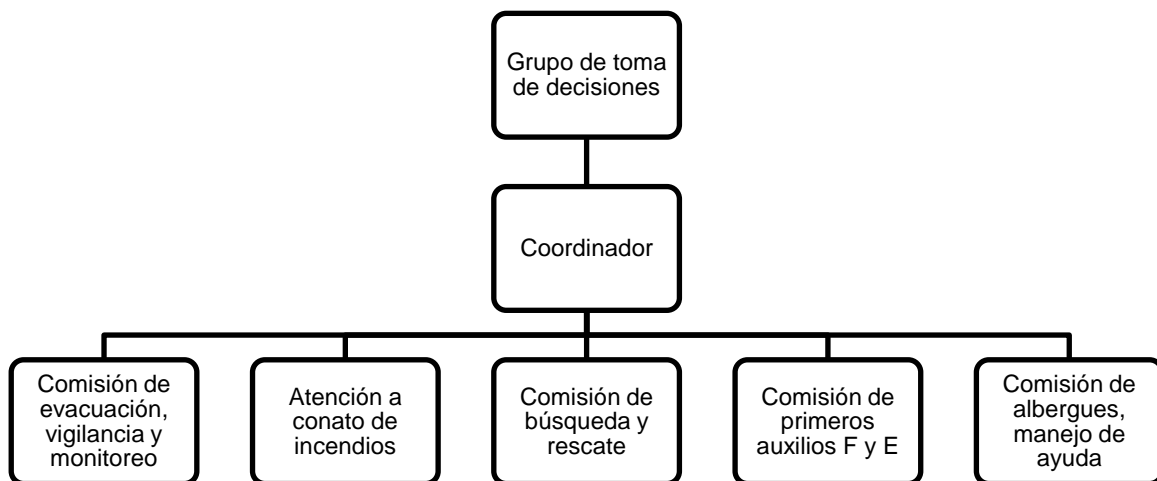 Grupo de toma
de decisiones
Coordinador
Comisión de
evacuación,
vigilancia y
monitoreo
Atención a
conato de
incendios
Comisión de
búsqueda y
rescate
Comisión de
primeros
auxilios F y E
Comisión de
albergues,
manejo de
ayuda